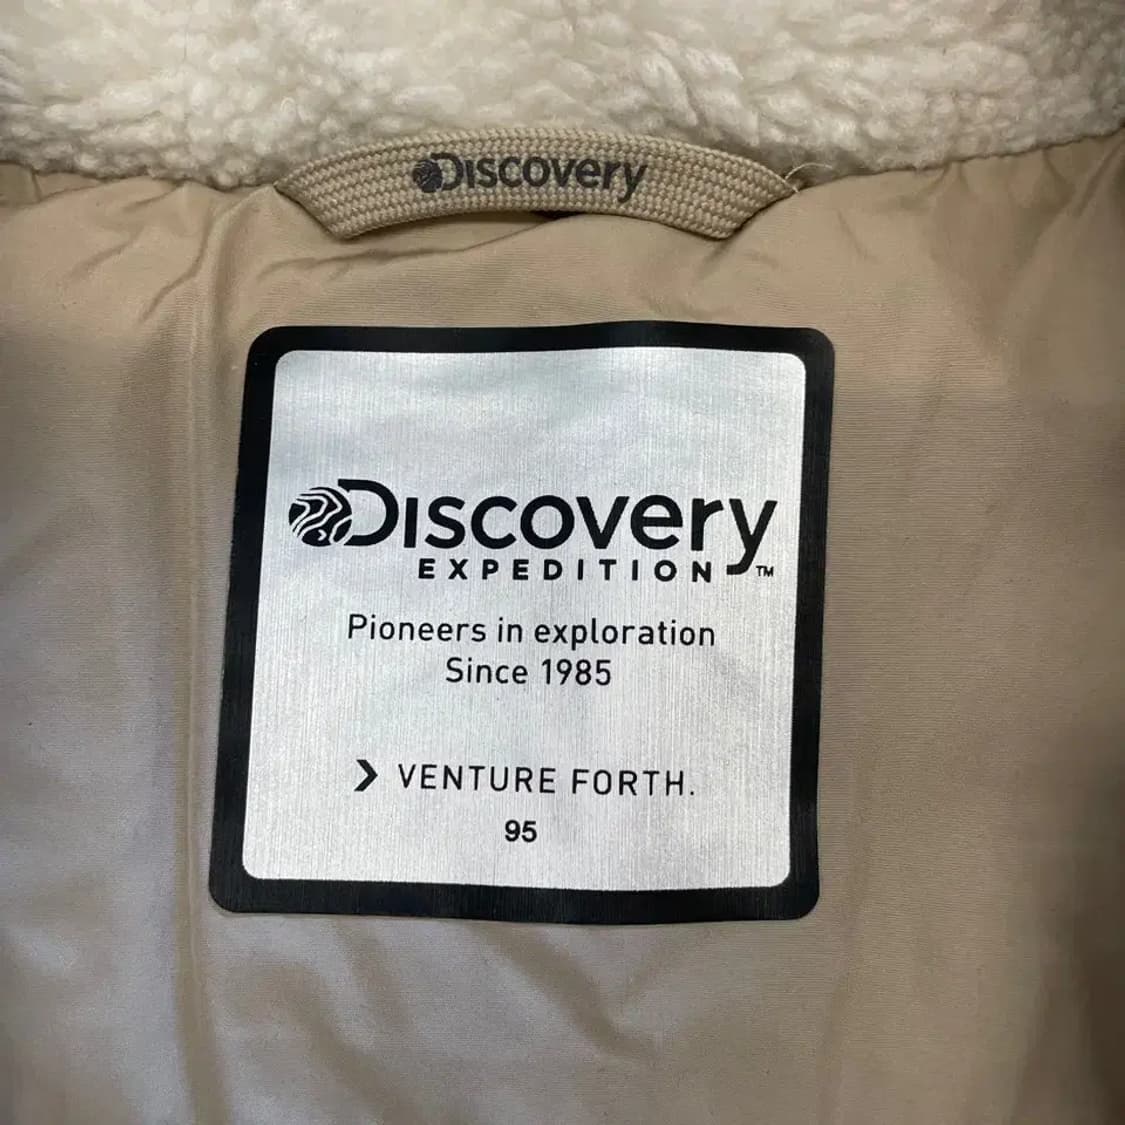 Discovery
Discovery
EXPEDITION™
Pioneers in exploration
Since 1985
❯ VENTURE FORTH.
95